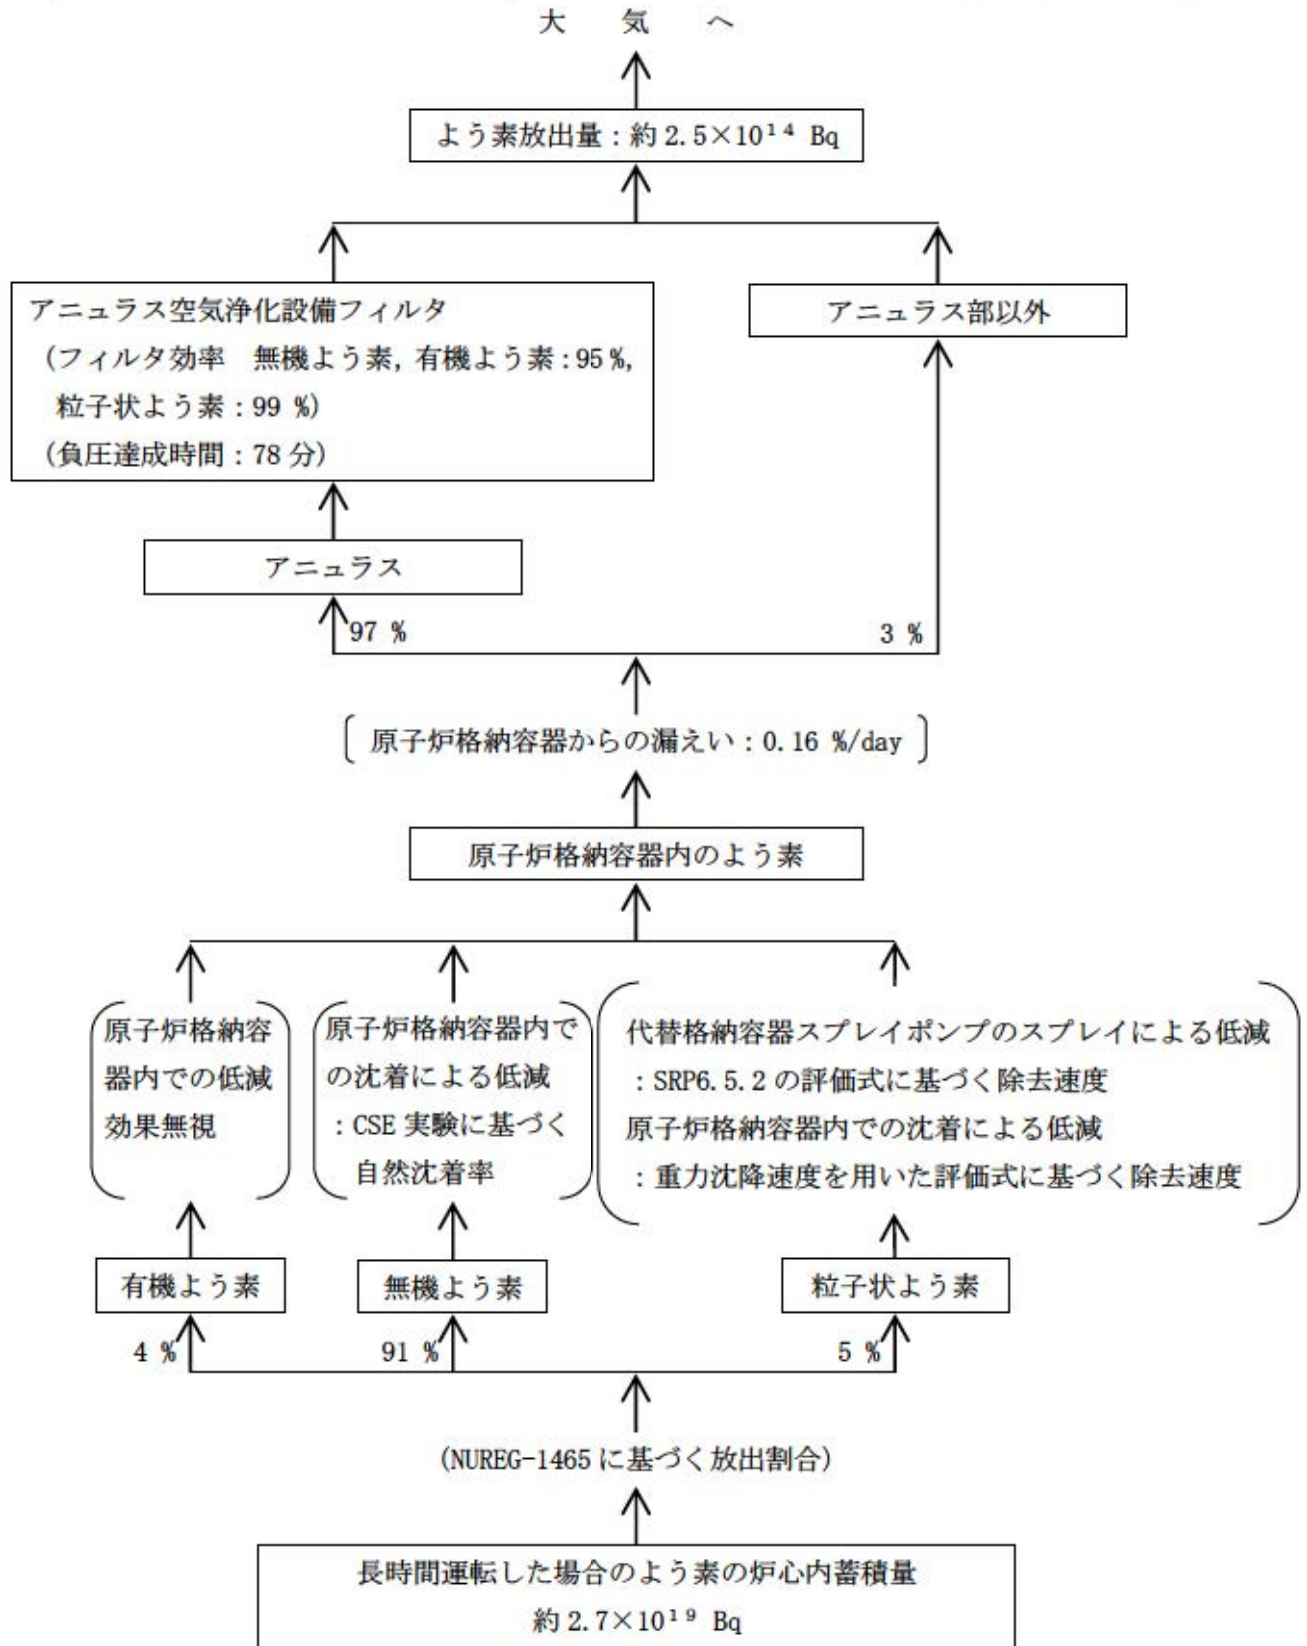 大 気 へ
よう素放出量：約 2.5×10¹⁴ Bq
アニュラス空気浄化設備フィルタ
(フィルタ効率 無機よう素, 有機よう素：95 %,
粒子状よう素：99 %)
(負圧達成時間：78 分)
アニュラス部以外
アニュラス
97 %
3 %
原子炉格納容器からの漏えい：0.16 %/day
原子炉格納容器内のよう素
原子炉格納容
器内での低減
効果無視
原子炉格納容器内で
の沈着による低減
：CSE 実験に基づく
自然沈着率
代替格納容器スプレイポンプのスプレイによる低減
：SRP6.5.2 の評価式に基づく除去速度
原子炉格納容器内での沈着による低減
：重力沈降速度を用いた評価式に基づく除去速度
有機よう素
無機よう素
粒子状よう素
4 %
91 %
5 %
(NUREG-1465 に基づく放出割合)
長時間運転した場合のよう素の炉心内蓄積量
約 2.7×10¹⁹ Bq